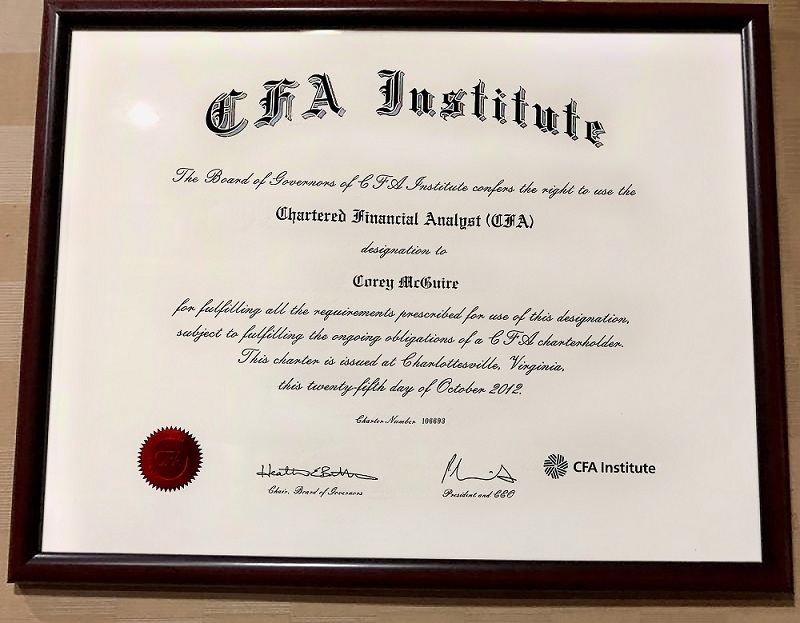 CFA Institute
The Board of Governors of CFA Institute confers the right to use the
Chartered Financial Analyst (CFA)
designation to
Corey McGuire
for fulfilling all the requirements prescribed for use of this designation,
subject to fulfilling the ongoing obligations of a CFA charterholder.
This charter is issued at Charlottesville, Virginia,
this twenty-fifth day of October 2012.
Charter Number 106693
Chair, Board of Governors
President and CEO
CFA Institute